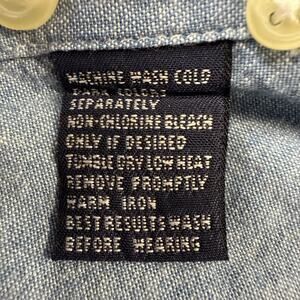 MACHINE WASH COLD
DARK COLORS
SEPARATELY
NON-CHLORINE BLEACH
ONLY IF DESIRED
TUMBLE DRY LOW HEAT
REMOVE PROMPTLY
WARM IRON
BEST RESULTS WASH
BEFORE WEARING